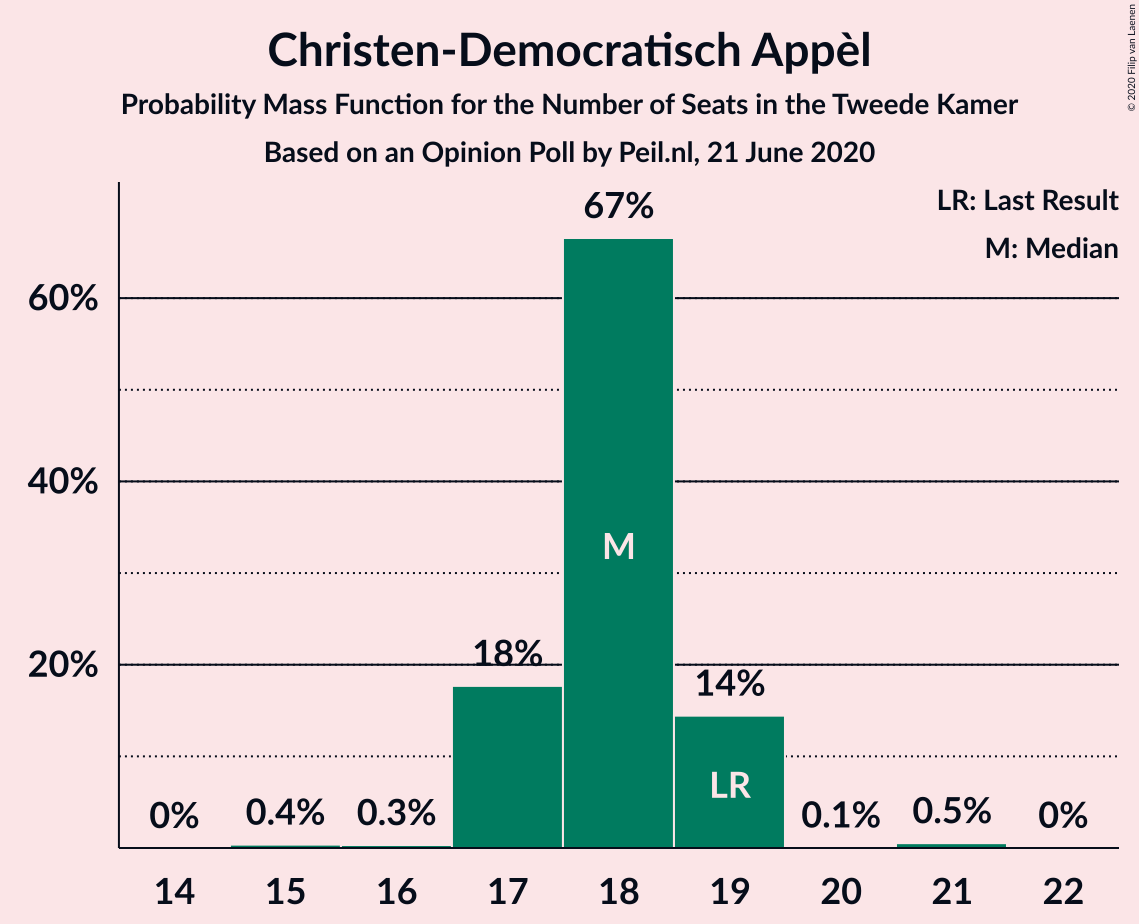 Christen-Democratisch Appèl
Probability Mass Function for the Number of Seats in the Tweede Kamer
Based on an Opinion Poll by Peil.nl, 21 June 2020
© 2020 Filip van Laenen
LR: Last Result
M: Median
67%
60%
40%
20%
M
18%
14%
LR
0%
0.4%
0.3%
0.1%
0.5%
0%
14 15 16 17 18 19 20 21 22